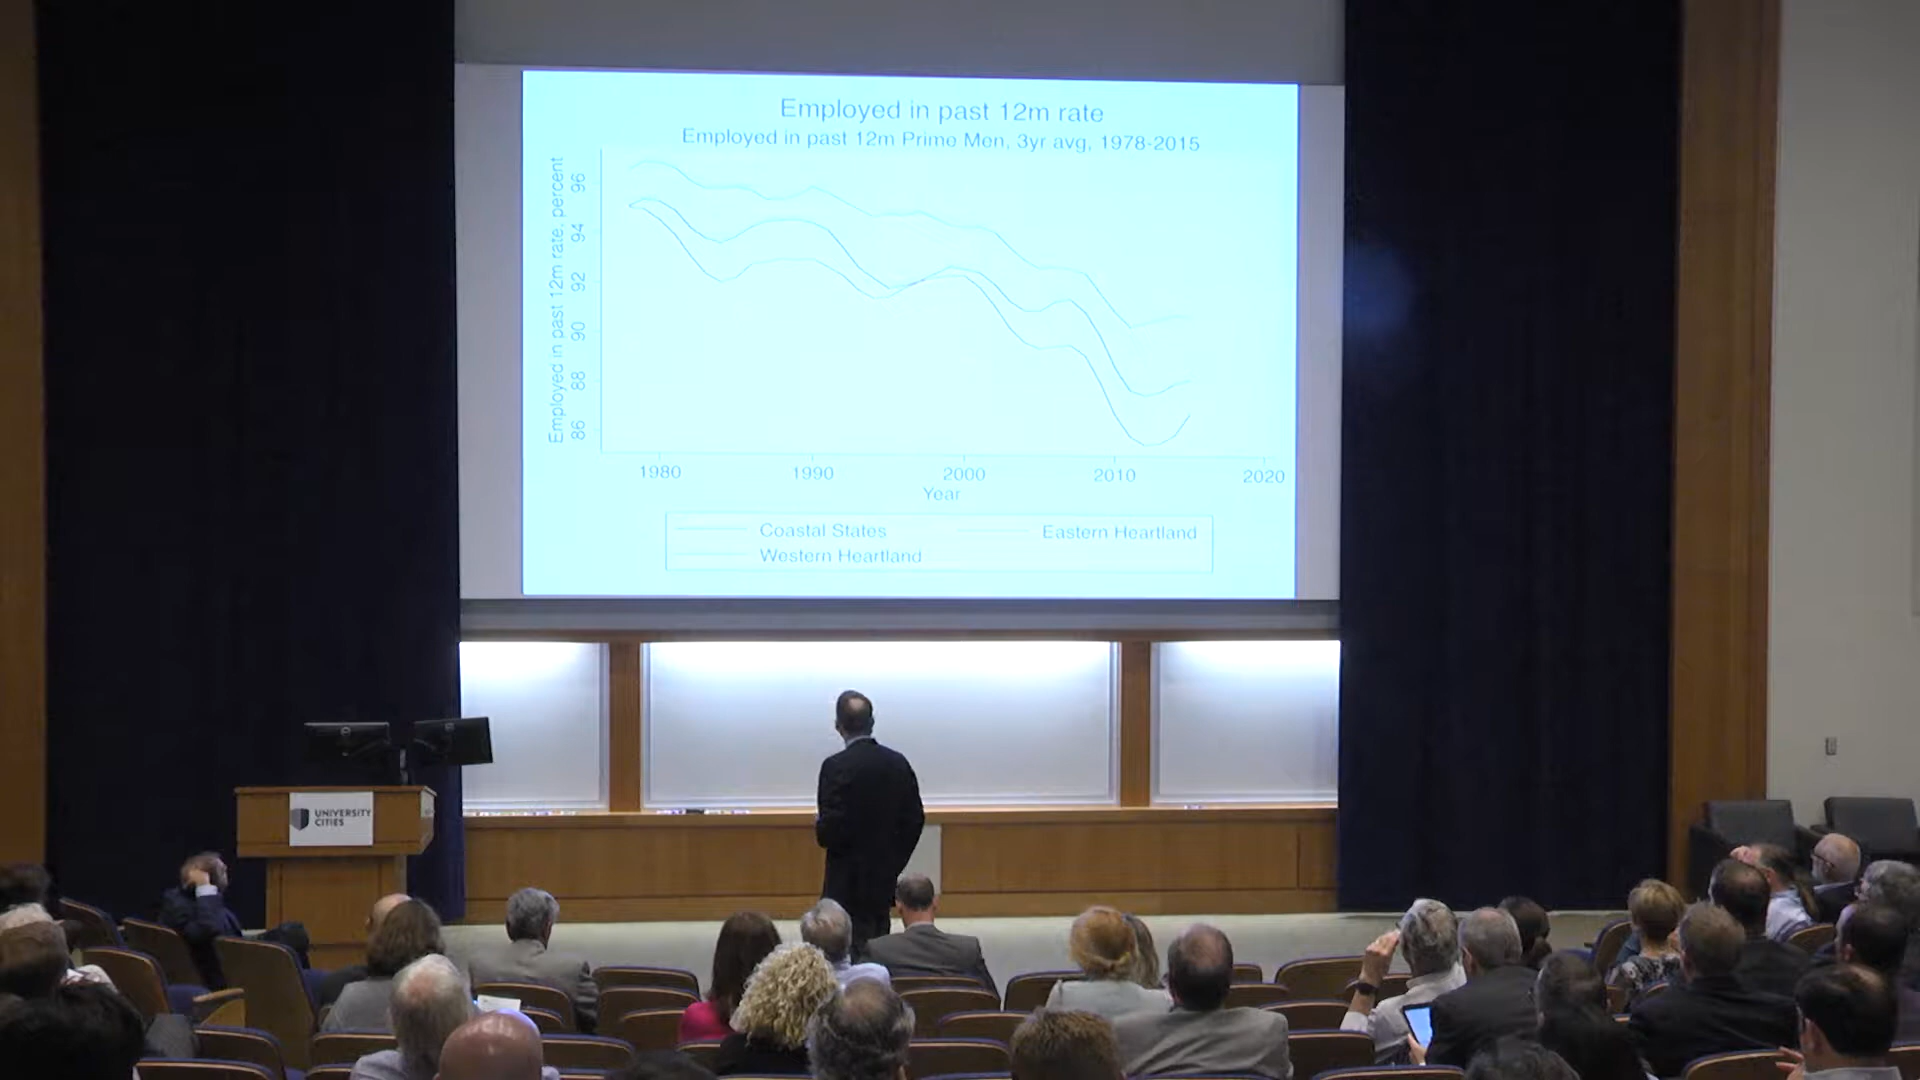 Employed in past 12m rate
Employed in past 12m Prime Men, 3yr avg, 1978-2015
Employed in past 12m rate, percent
96
94
92
90
88
86
1980 1990 2000 2010 2020
Year
Coastal States Eastern Heartland
Western Heartland
UNIVERSITY
CITIES